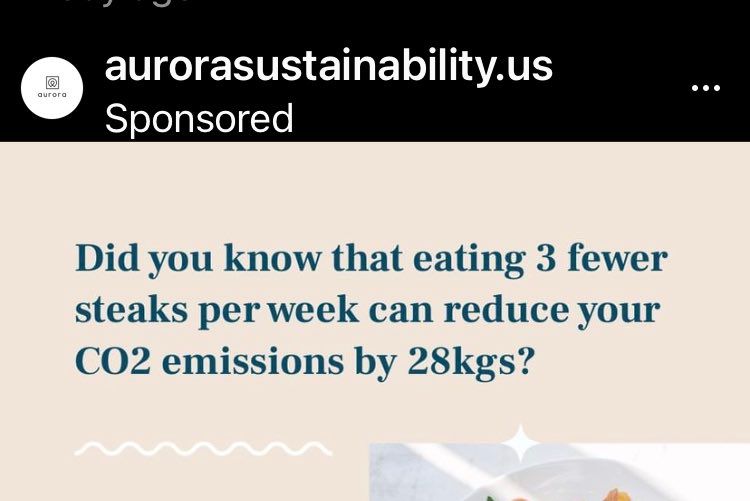 aurorasustainability.us
aurora
Sponsored
Did you know that eating 3 fewer
steaks per week can reduce your
CO2 emissions by 28kgs?